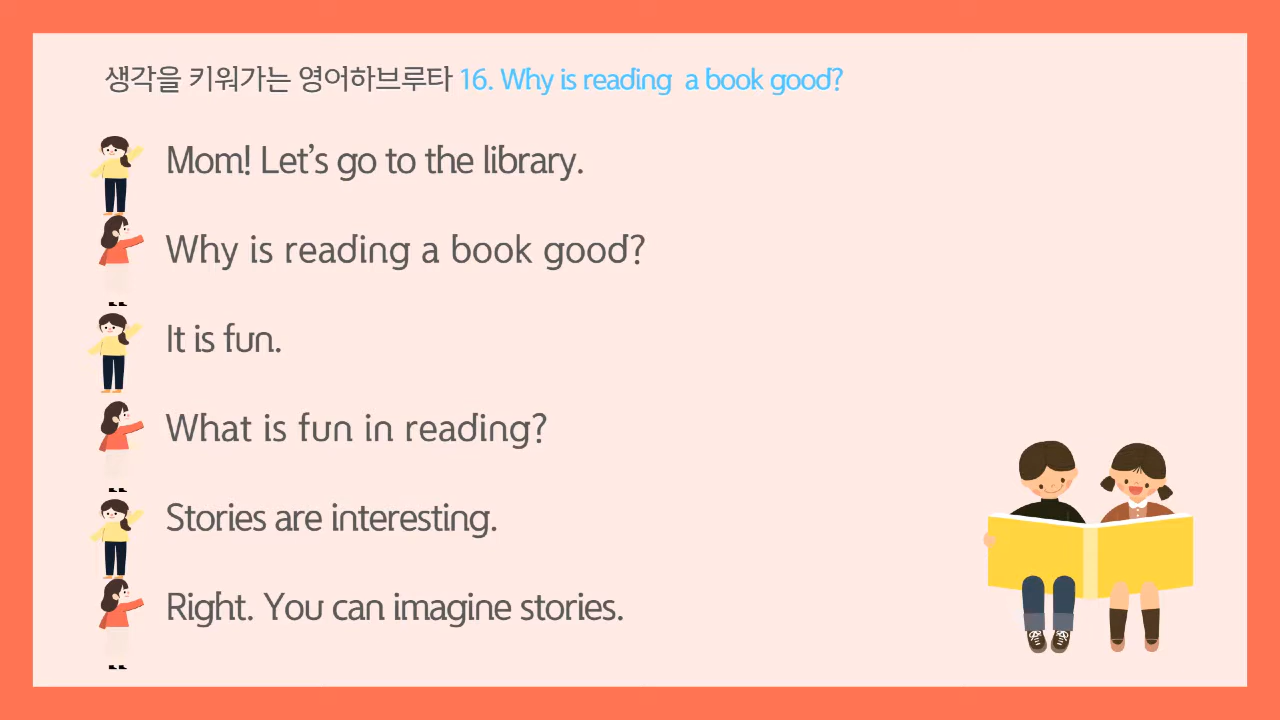 생각을 키워가는 영어하브루타 16. Why is reading a book good?
Mom! Let's go to the library.
Why is reading a book good?
It is fun.
What is fun in reading?
Stories are interesting.
Right. You can imagine stories.